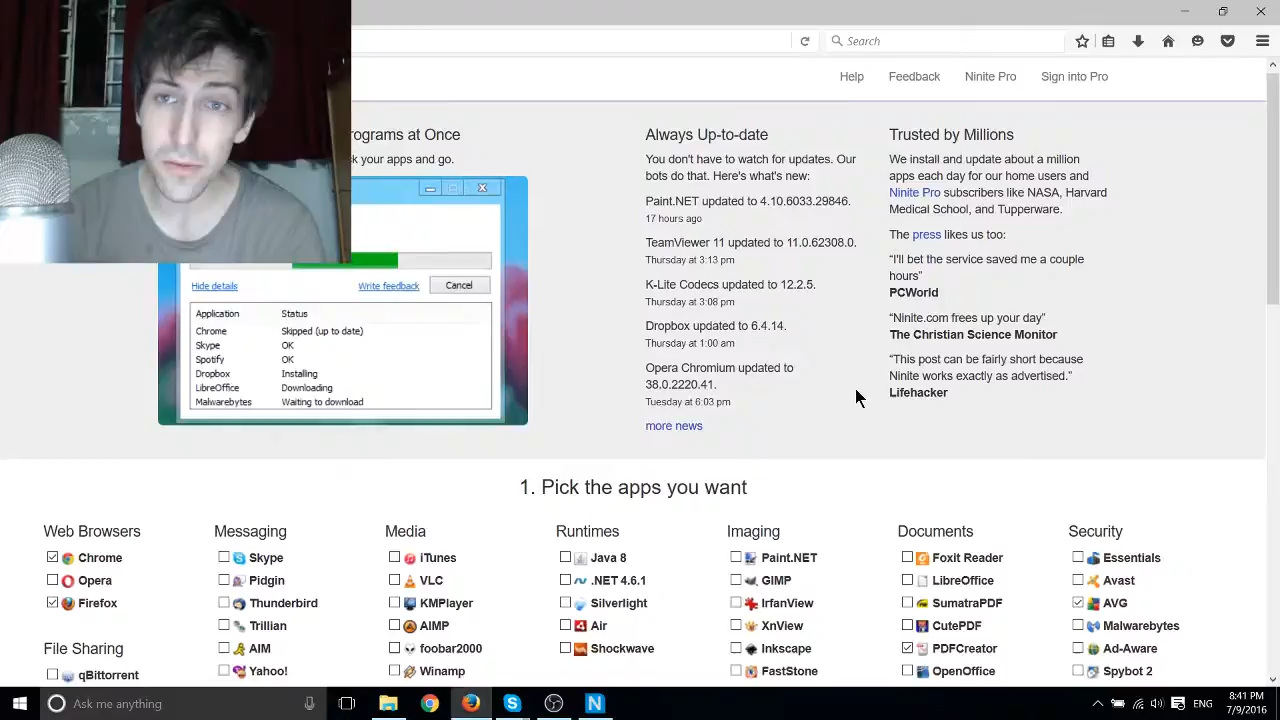 Search
Help
Feedback
Ninite Pro
Sign into Pro
rograms at Once
k your apps and go.
Hide details
Write feedback
Cancel
Application Status
Chrome Skipped (up to date)
Skype OK
Spotify OK
Dropbox Installing
LibreOffice Downloading
Malwarebytes Waiting to download
Always Up-to-date
You don't have to watch for updates. Our
bots do that. Here's what's new:
Paint.NET updated to 4.10.6033.29846.
17 hours ago
TeamViewer 11 updated to 11.0.62308.0.
Thursday at 3:13 pm
K-Lite Codecs updated to 12.2.5.
Thursday at 3:08 pm
Dropbox updated to 6.4.14.
Thursday at 1:00 am
Opera Chromium updated to
38.0.2220.41.
Tuesday at 6:03 pm
more news
Trusted by Millions
We install and update about a million
apps each day for our home users and
Ninite Pro subscribers like NASA, Harvard
Medical School, and Tupperware.
The press likes us too:
“I'll bet the service saved me a couple
hours”
PCWorld
“Ninite.com frees up your day”
The Christian Science Monitor
“This post can be fairly short because
Ninite works exactly as advertised.”
Lifehacker
1. Pick the apps you want
Web Browsers
Chrome
Opera
Firefox
File Sharing
qBittorrent
Messaging
Skype
Pidgin
Thunderbird
Trillian
AIM
Yahoo!
Media
iTunes
VLC
KMPlayer
AIMP
foobar2000
Winamp
Runtimes
Java 8
.NET 4.6.1
Silverlight
Air
Shockwave
Imaging
Paint.NET
GIMP
IrfanView
XnView
Inkscape
FastStone
Documents
Foxit Reader
LibreOffice
SumatraPDF
CutePDF
PDFCreator
OpenOffice
Security
Essentials
Avast
AVG
Malwarebytes
Ad-Aware
Spybot 2
Ask me anything
N
ENG
8:41 PM
7/9/2016